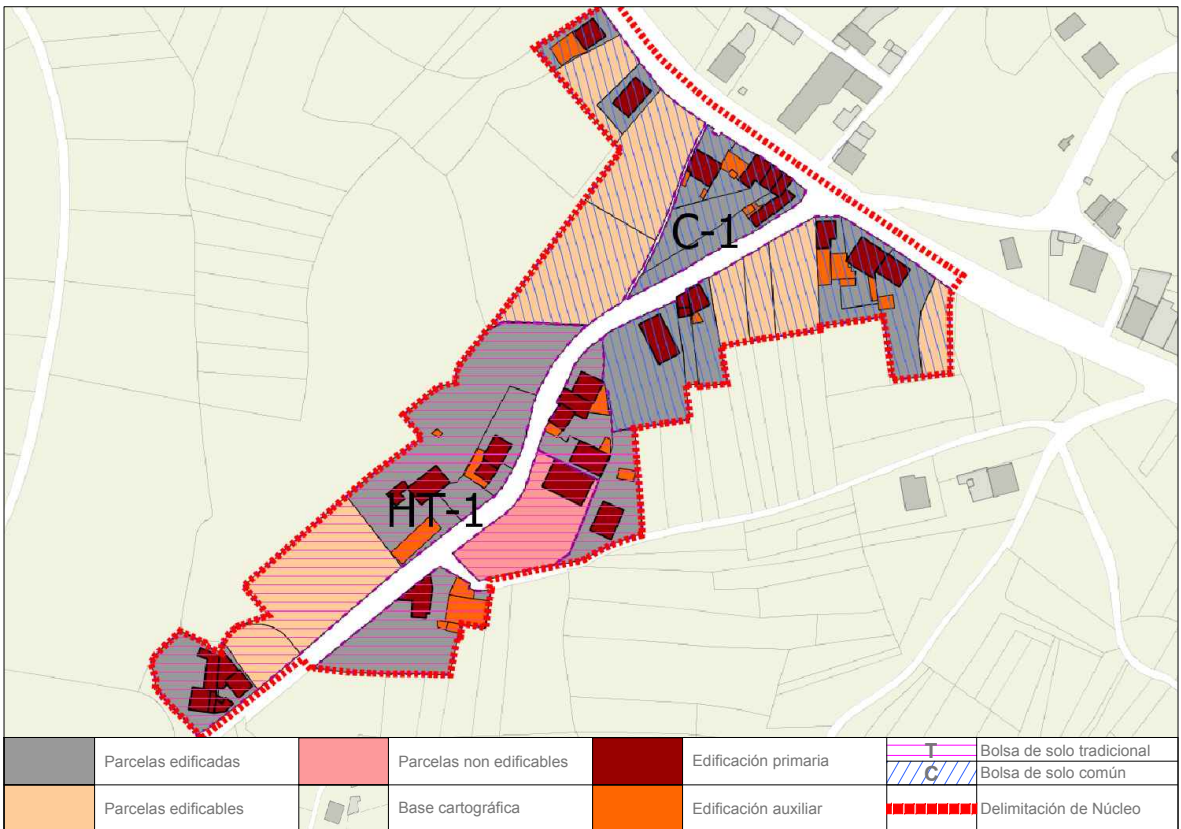 C-1
HT-1
Parcelas edificadas
Parcelas non edificables
Edificación primaria
T
Bolsa de solo tradicional
C
Bolsa de solo común
Parcelas edificables
Base cartográfica
Edificación auxiliar
Delimitación de Núcleo